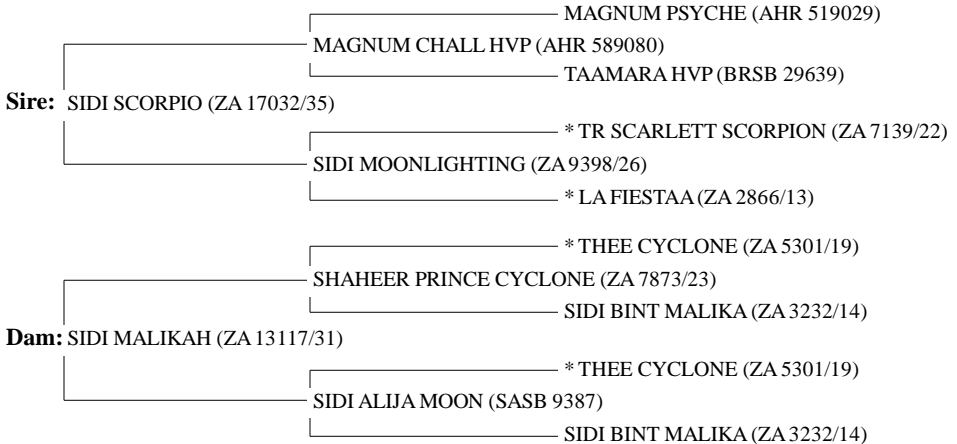 MAGNUM PSYCHE (AHR 519029)
MAGNUM CHALL HVP (AHR 589080)
TAAMARA HVP (BRSB 29639)
Sire: SIDI SCORPIO (ZA 17032/35)
* TR SCARLETT SCORPION (ZA 7139/22)
SIDI MOONLIGHTING (ZA 9398/26)
* LA FIESTAA (ZA 2866/13)
* THEE CYCLONE (ZA 5301/19)
SHAHEER PRINCE CYCLONE (ZA 7873/23)
SIDI BINT MALIKA (ZA 3232/14)
Dam: SIDI MALIKAH (ZA 13117/31)
* THEE CYCLONE (ZA 5301/19)
SIDI ALIJA MOON (SASB 9387)
SIDI BINT MALIKA (ZA 3232/14)